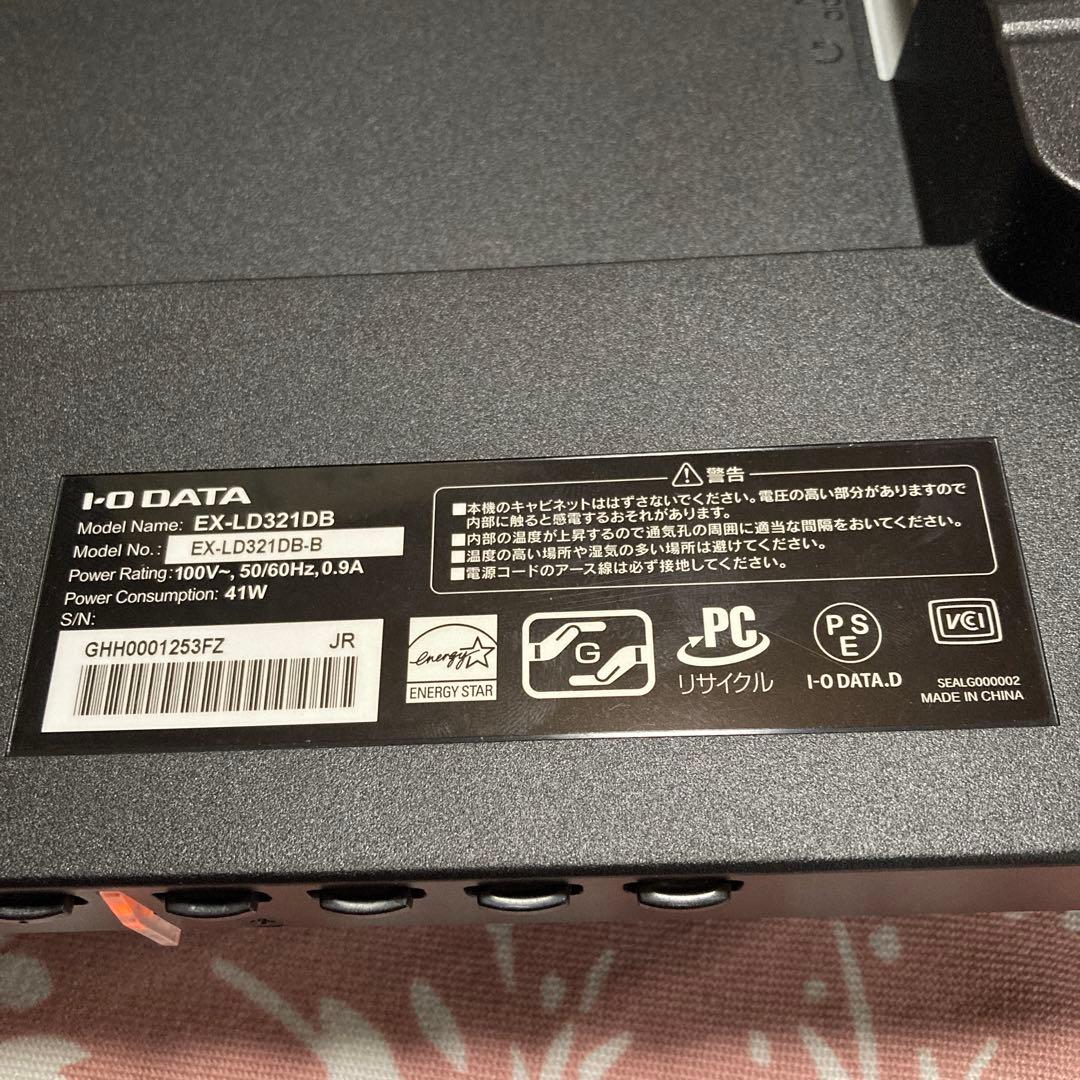 I-O DATA
Model Name: EX-LD321DB
Model No.: EX-LD321DB-B
Power Rating: 100V~, 50/60Hz, 0.9A
Power Consumption: 41W
S/N:
GHH0001253FZ JR
警告
■本機のキャビネットははずさないでください。電圧の高い部分がありますので
内部に触ると感電するおそれがあります。
■内部の温度が上昇するので通気孔の周囲に適当な間隔をおいてください。
■温度の高い場所や湿気の多い場所は避けてください。
■電源コードのアース線は必ず接地してください。
energy
ENERGY STAR
G
PC
リサイクル
PS
E
I-O DATA.D
VCCI
SEALG000002
MADE IN CHINA